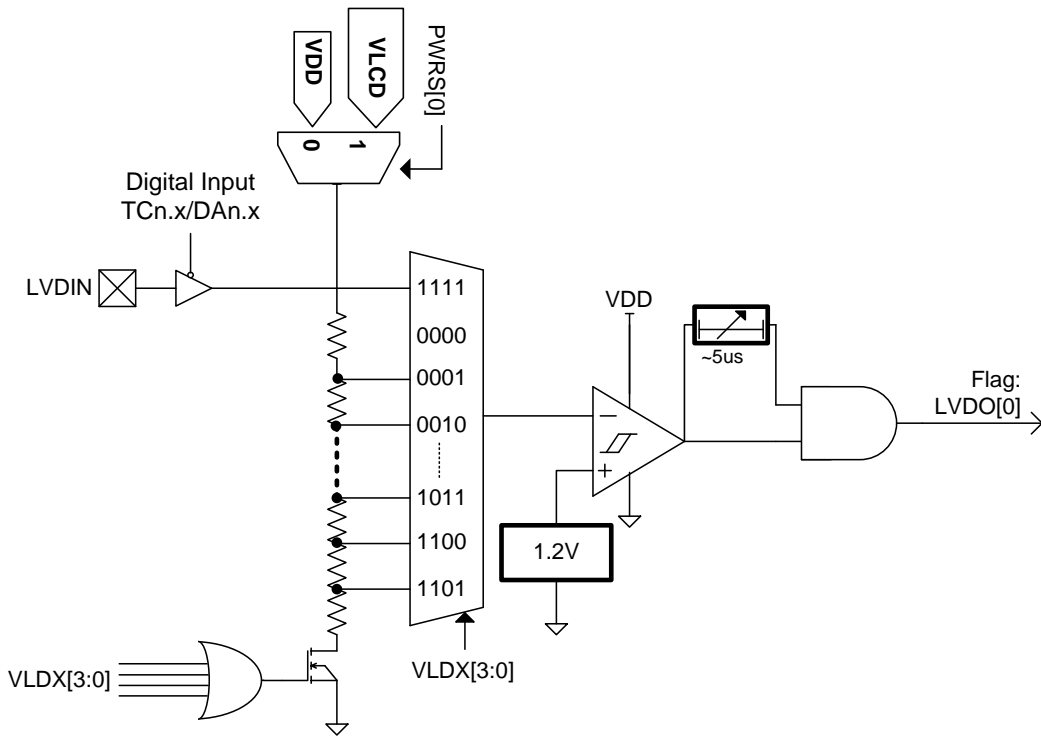 VDD
VLCD
PWRS[0]
0
1
Digital Input
TCn.x/DAn.x
LVDIN
1111
0000
0001
0010
1011
1100
1101
VLDX[3:0]
VLDX[3:0]
VDD
−
+
1.2V
~5us
Flag:
LVDO[0]